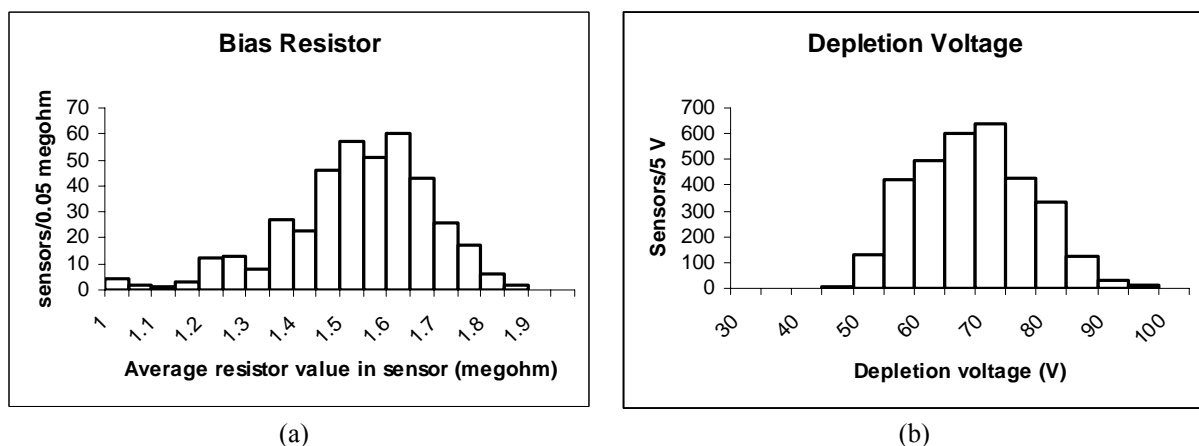 Bias Resistor
sensors/0.05 megohm
70
60
50
40
30
20
10
0
1 1.1 1.2 1.3 1.4 1.5 1.6 1.7 1.8 1.9
Average resistor value in sensor (megohm)
(a)
Depletion Voltage
Sensors/5 V
700
600
500
400
300
200
100
0
30 40 50 60 70 80 90 100
Depletion voltage (V)
(b)